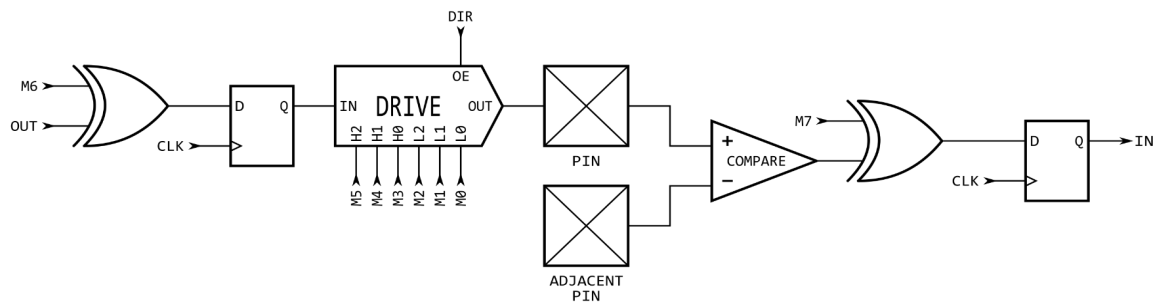 DIR
M6
OUT
D
Q
CLK
OE
IN
DRIVE
OUT
H2
H1
H0
L2
L1
L0
M5
M4
M3
M2
M1
M0
PIN
ADJACENT
PIN
+
COMPARE
−
M7
D
Q
CLK
IN